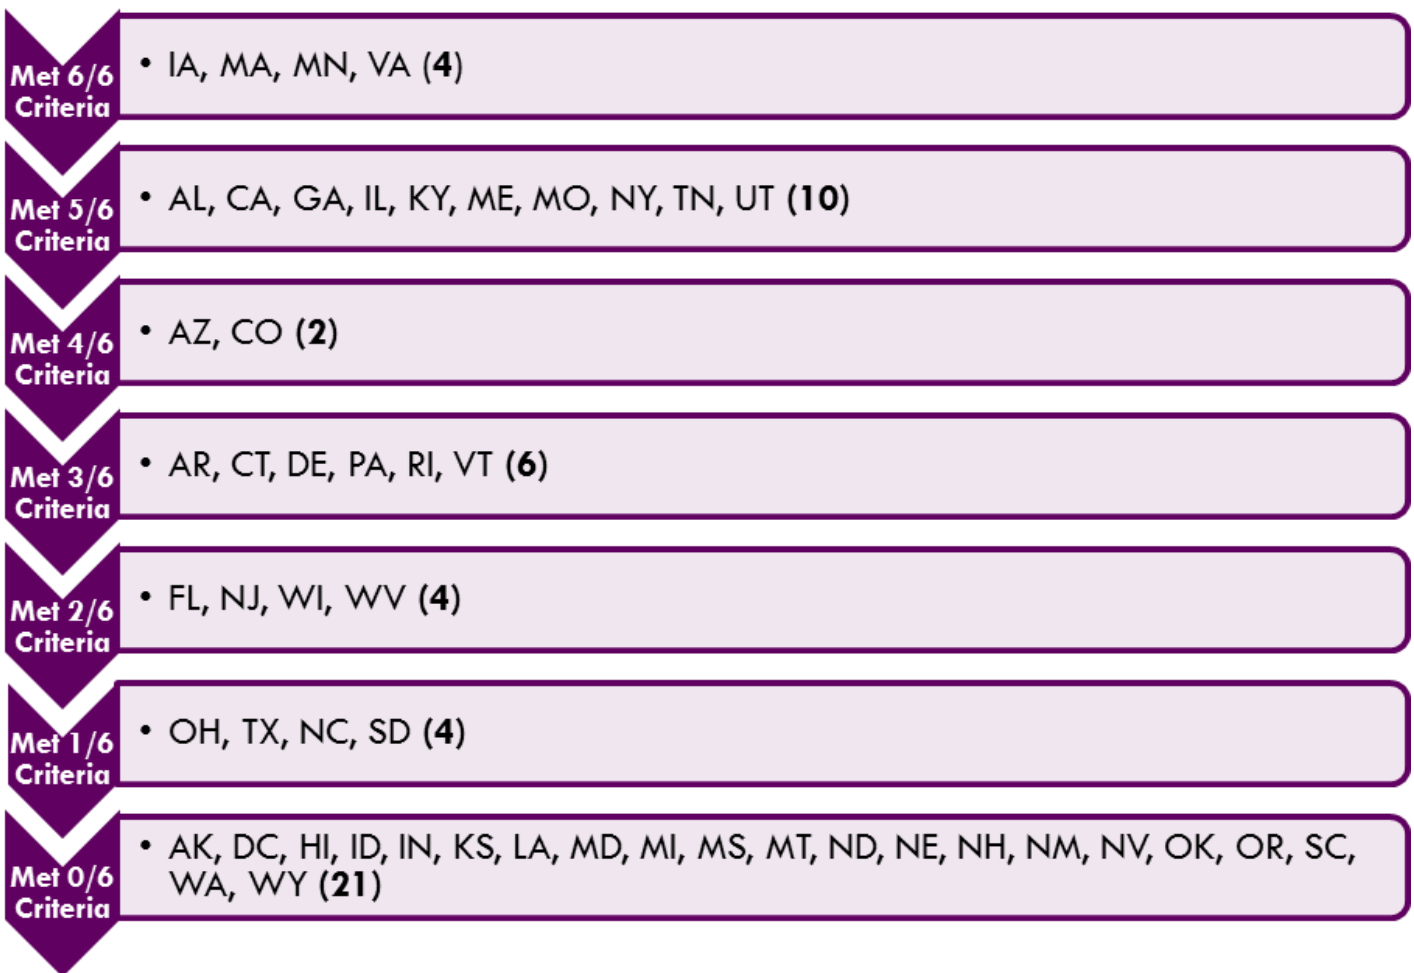 Met 6/6
Criteria
• IA, MA, MN, VA (4)
Met 5/6
Criteria
• AL, CA, GA, IL, KY, ME, MO, NY, TN, UT (10)
Met 4/6
Criteria
• AZ, CO (2)
Met 3/6
Criteria
• AR, CT, DE, PA, RI, VT (6)
Met 2/6
Criteria
• FL, NJ, WI, WV (4)
Met 1/6
Criteria
• OH, TX, NC, SD (4)
Met 0/6
Criteria
• AK, DC, HI, ID, IN, KS, LA, MD, MI, MS, MT, ND, NE, NH, NM, NV, OK, OR, SC,
WA, WY (21)